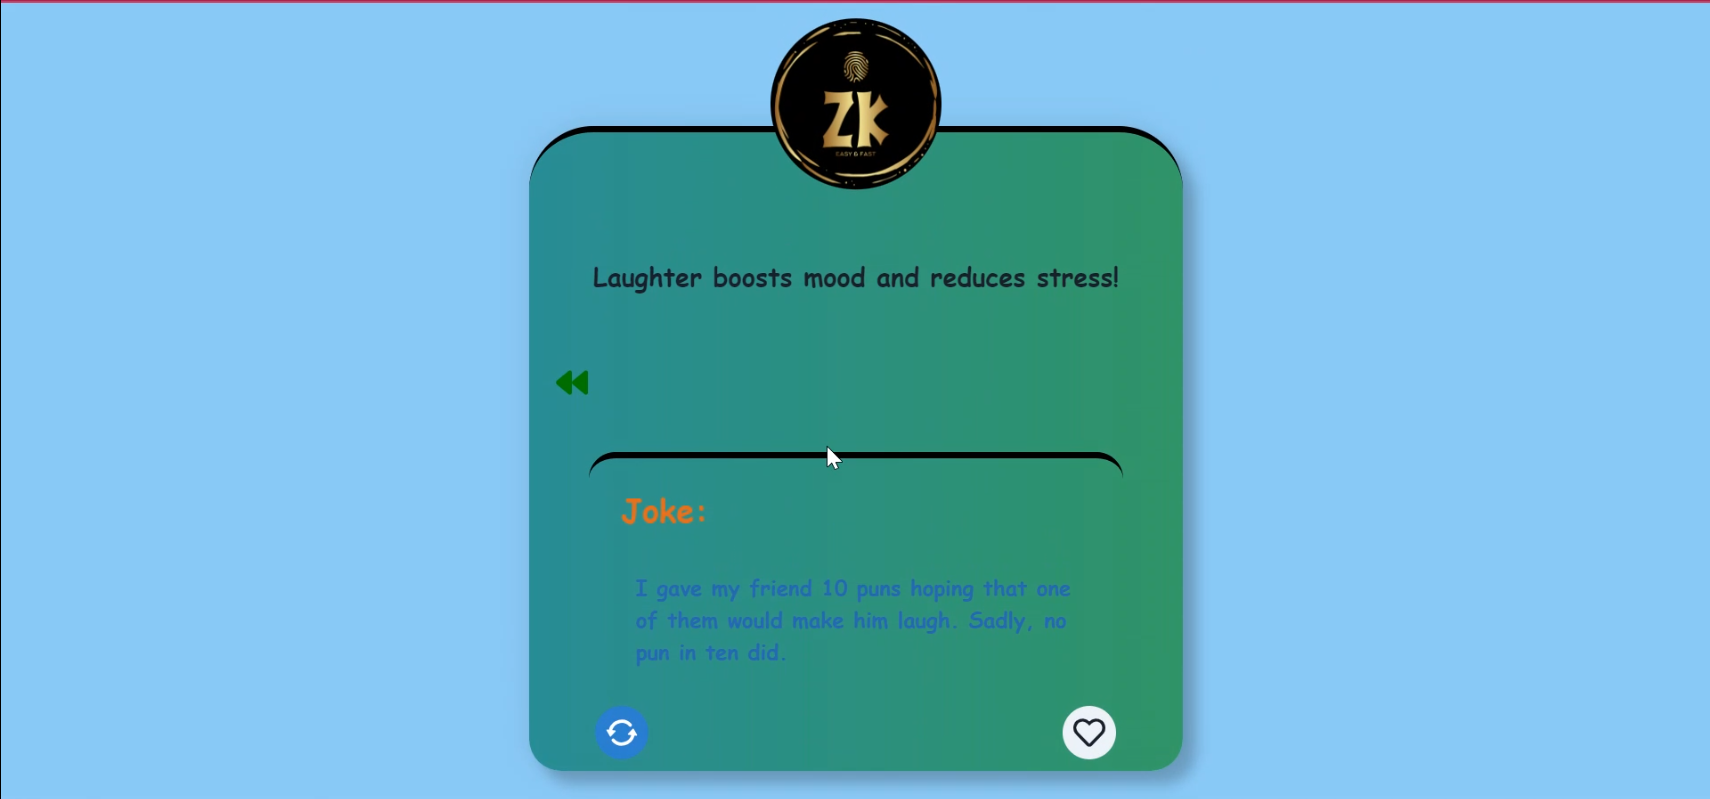 ZK
EASY & FAST
Laughter boosts mood and reduces stress!
Joke:
I gave my friend 10 puns hoping that one
of them would make him laugh. Sadly, no
pun in ten did.